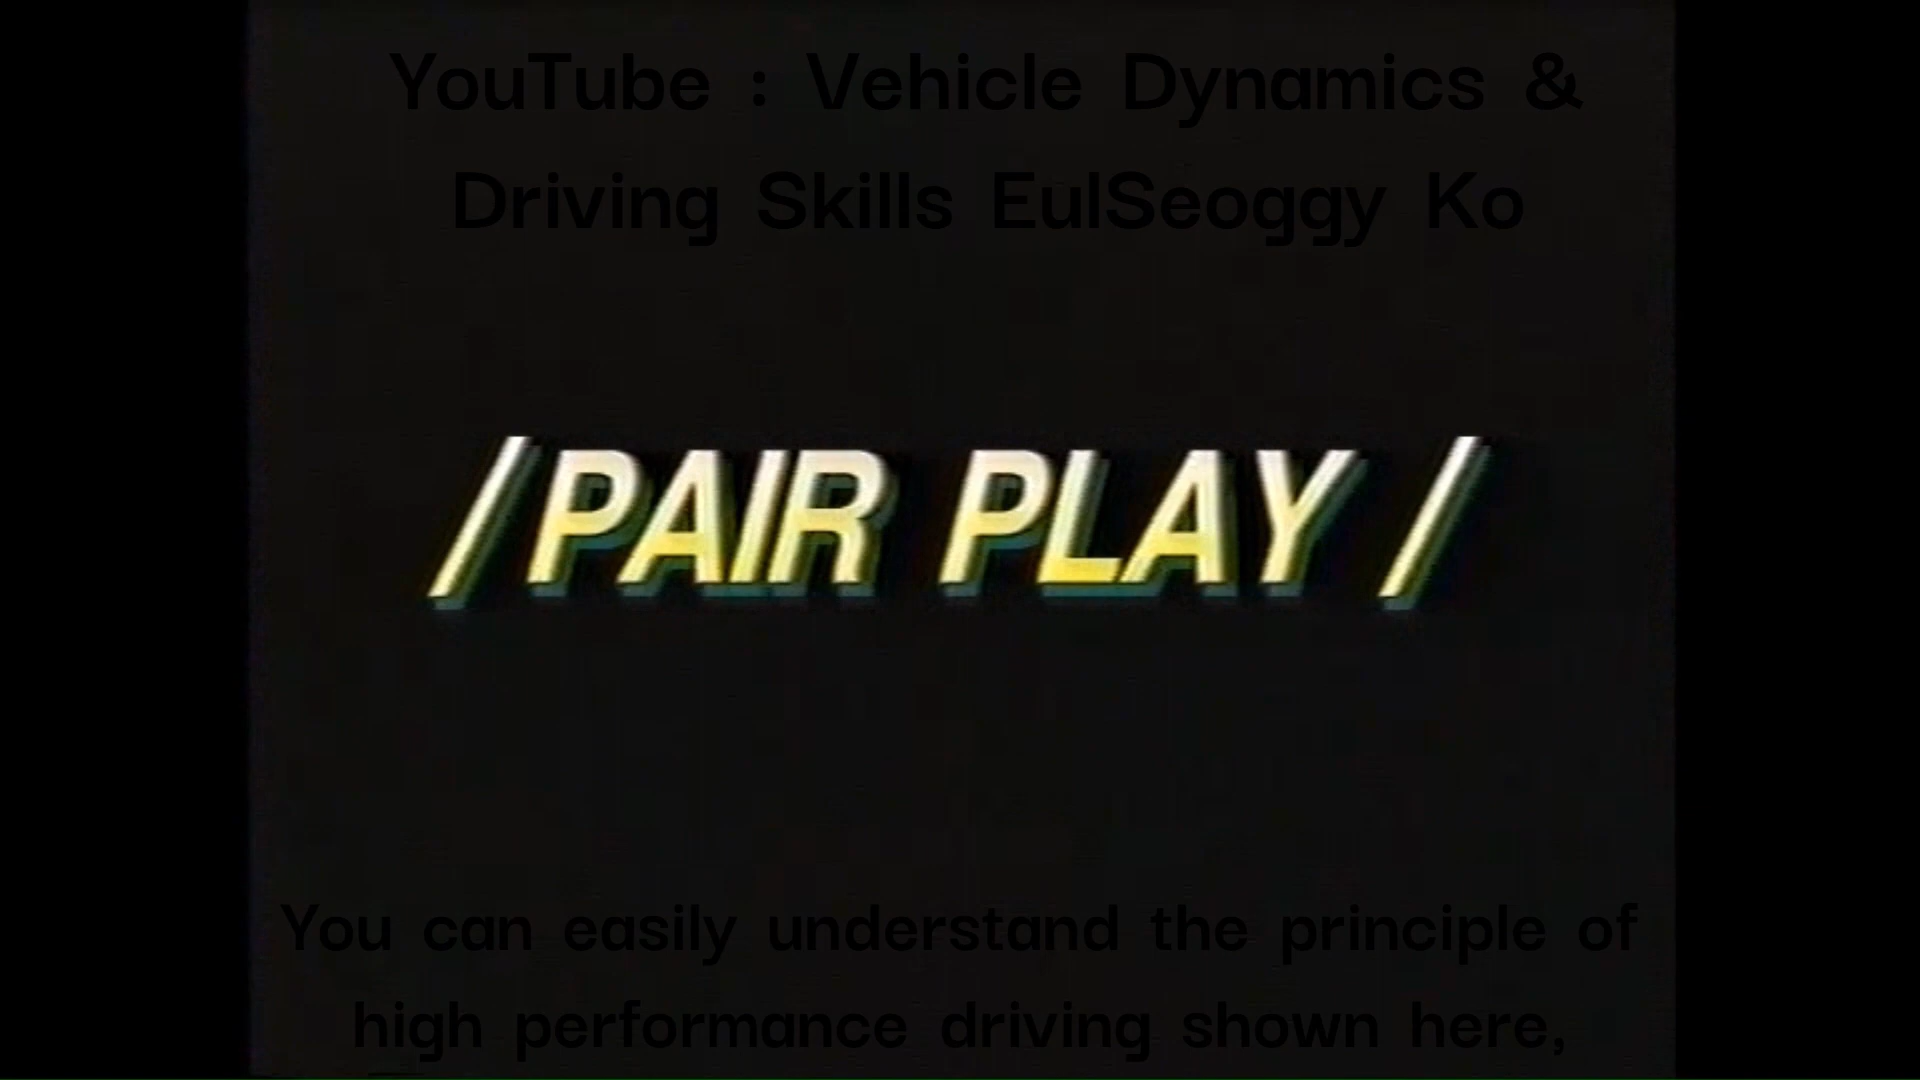 YouTube : Vehicle Dynamics &
Driving Skills EulSeoggy Ko
/PAIR PLAY /
You can easily understand the principle of
high performance driving shown here,